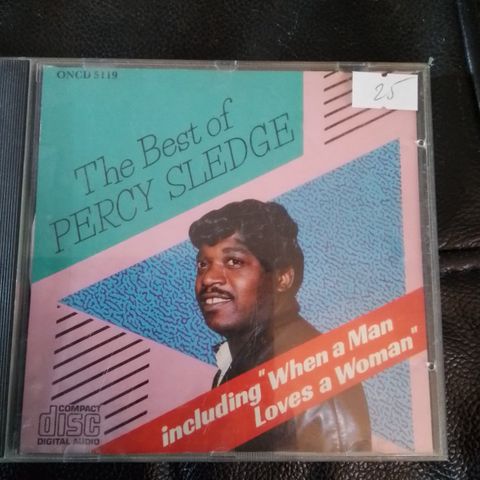 ONCD 5119
25
The Best of
PERCY SLEDGE
including "When a Man
Loves a Woman"
COMPACT
disc
DIGITAL AUDIO